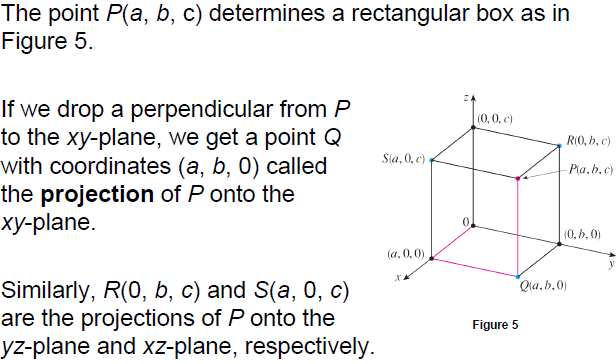 The point P(a, b, c) determines a rectangular box as in
Figure 5.
If we drop a perpendicular from P
to the xy-plane, we get a point Q
with coordinates (a, b, 0) called
the projection of P onto the
xy-plane.
Similarly, R(0, b, c) and S(a, 0, c)
are the projections of P onto the
yz-plane and xz-plane, respectively.
z
(0, 0, c)
R(0, b, c)
S(a, 0, c)
P(a, b, c)
0
(0, b, 0)
(a, 0, 0)
y
x
Q(a, b, 0)
Figure 5